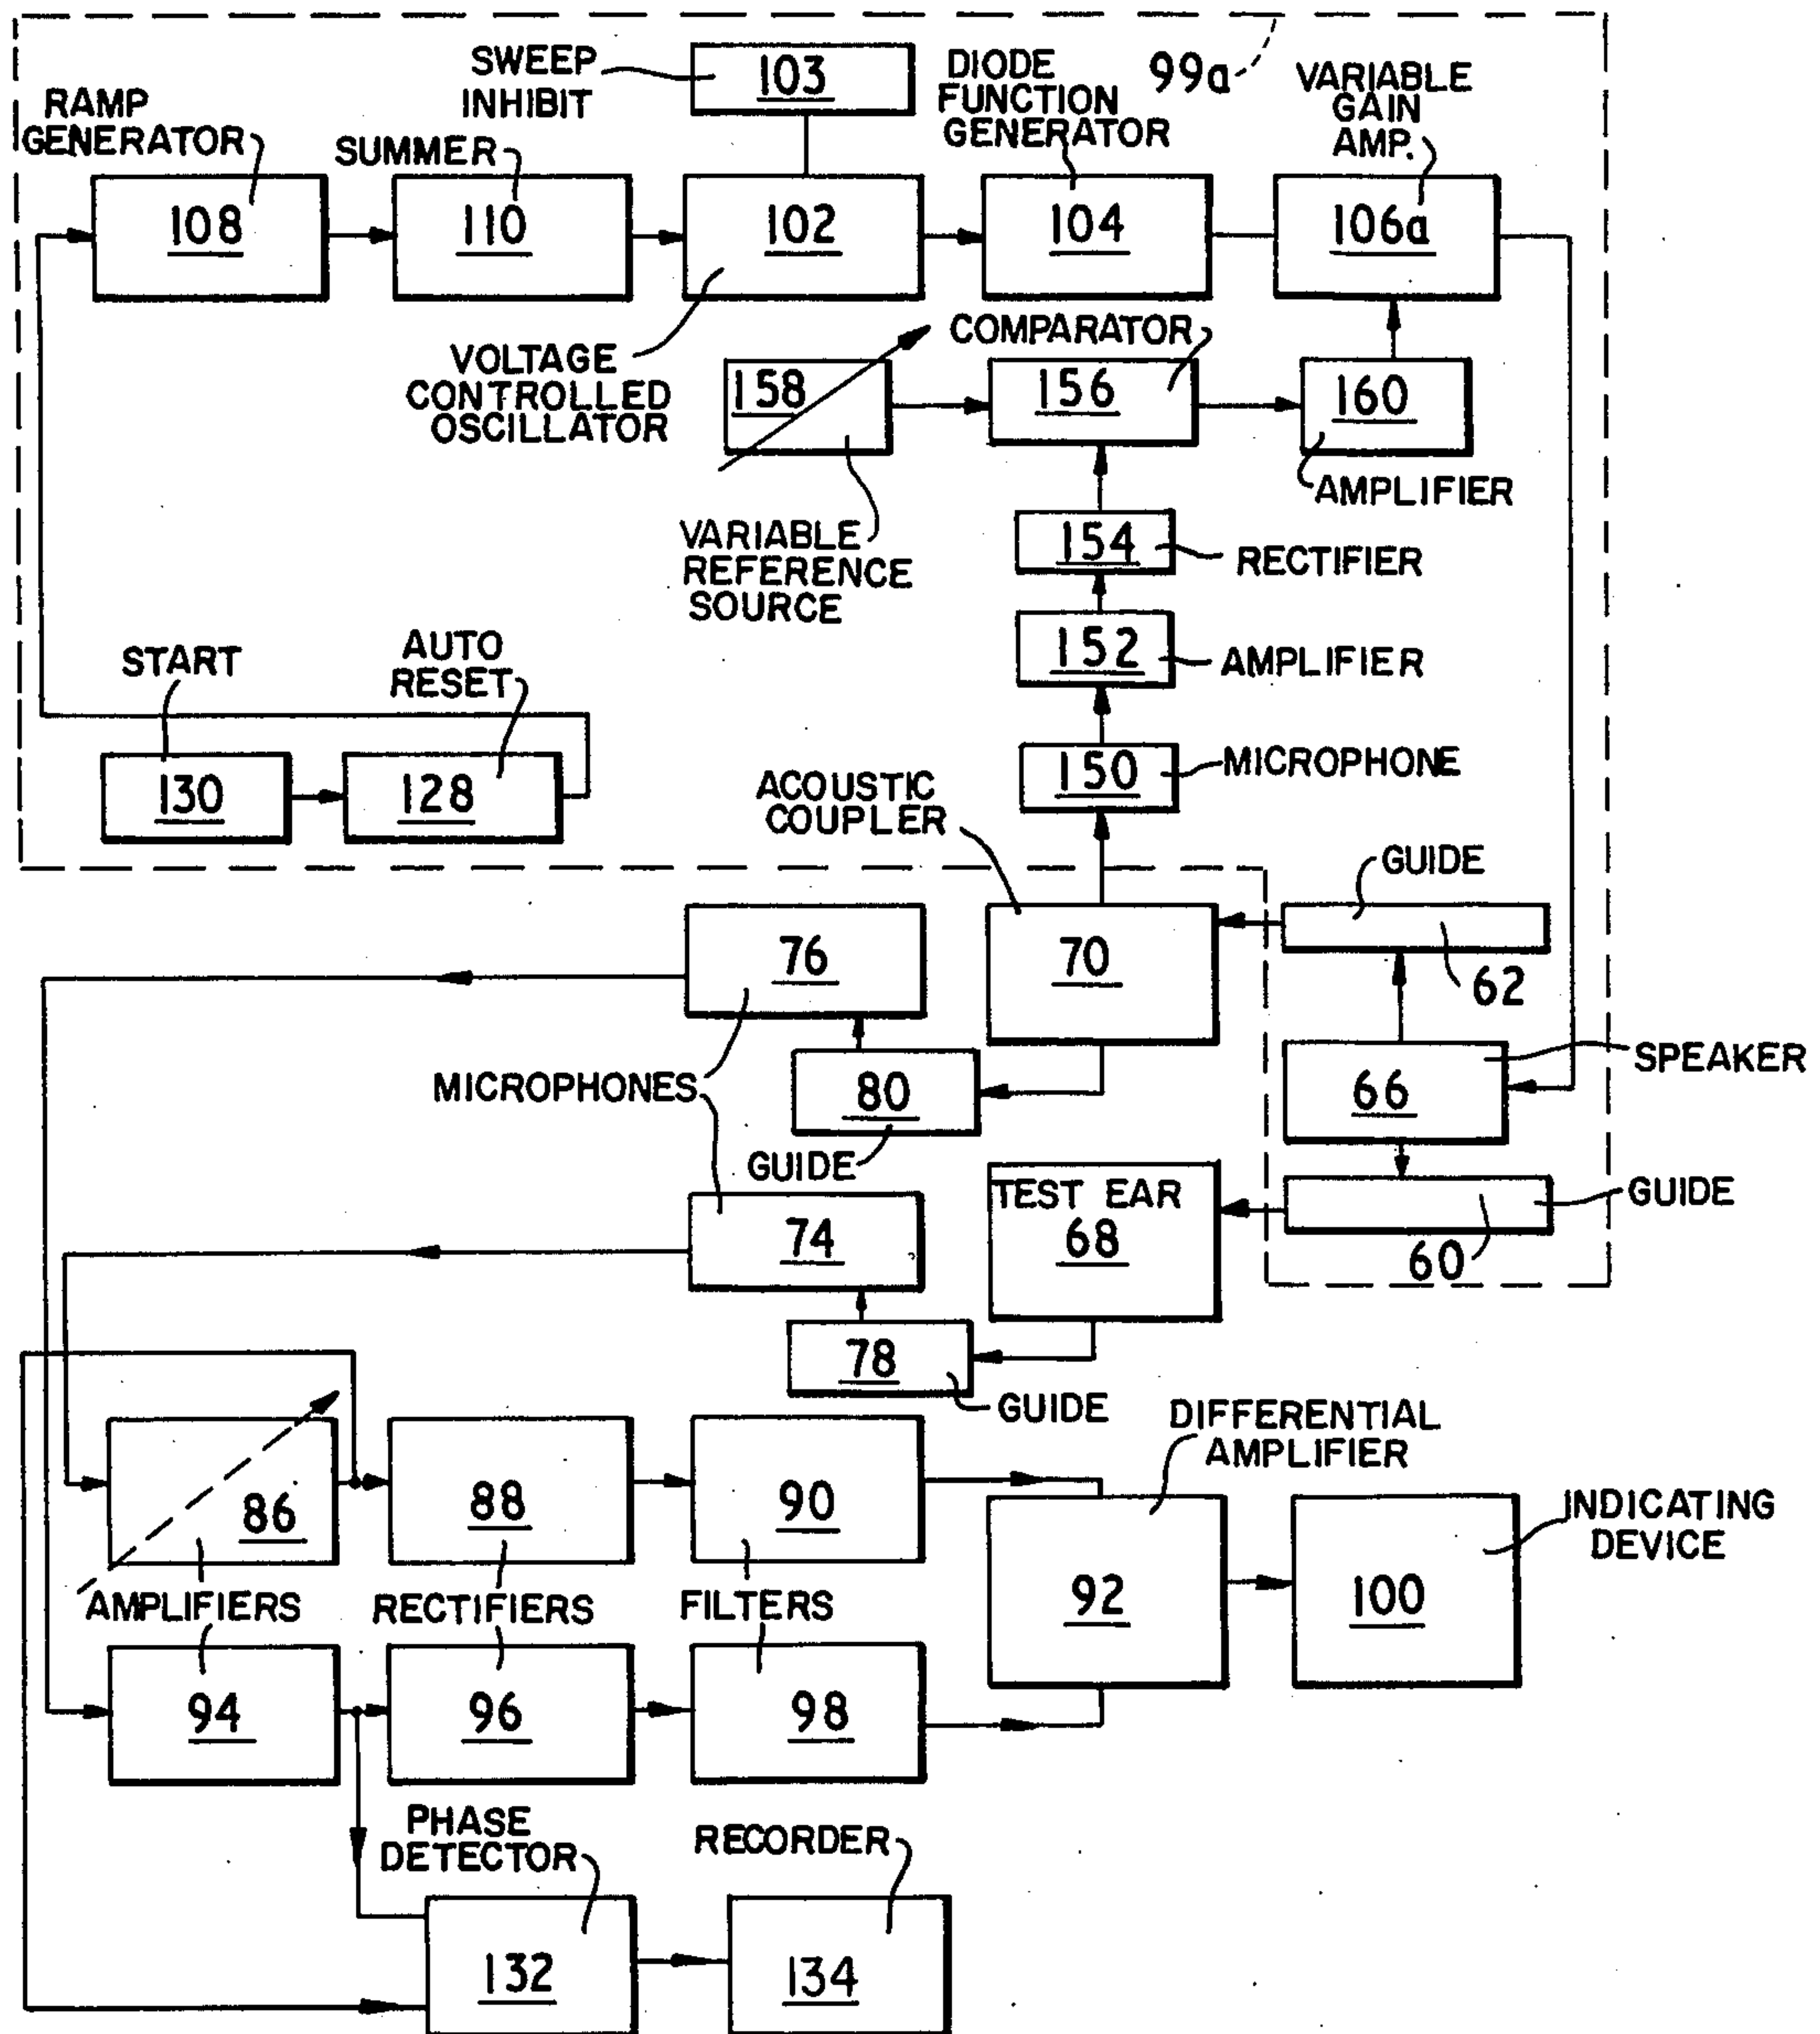 SWEEP
INHIBIT
103
DIODE
FUNCTION
GENERATOR
99a
VARIABLE
GAIN
AMP.
RAMP
GENERATOR
SUMMER
108
110
102
104
106a
VOLTAGE
CONTROLLED
OSCILLATOR
158
COMPARATOR
156
160
AMPLIFIER
VARIABLE
REFERENCE
SOURCE
154
RECTIFIER
152
AMPLIFIER
START
AUTO
RESET
130
128
150
MICROPHONE
ACOUSTIC
COUPLER
GUIDE
76
70
62
MICROPHONES
80
GUIDE
SPEAKER
66
74
TEST EAR
68
GUIDE
60
78
GUIDE
86
88
90
DIFFERENTIAL
AMPLIFIER
92
100
INDICATING
DEVICE
AMPLIFIERS
RECTIFIERS
FILTERS
94
96
98
PHASE
DETECTOR
RECORDER
132
134